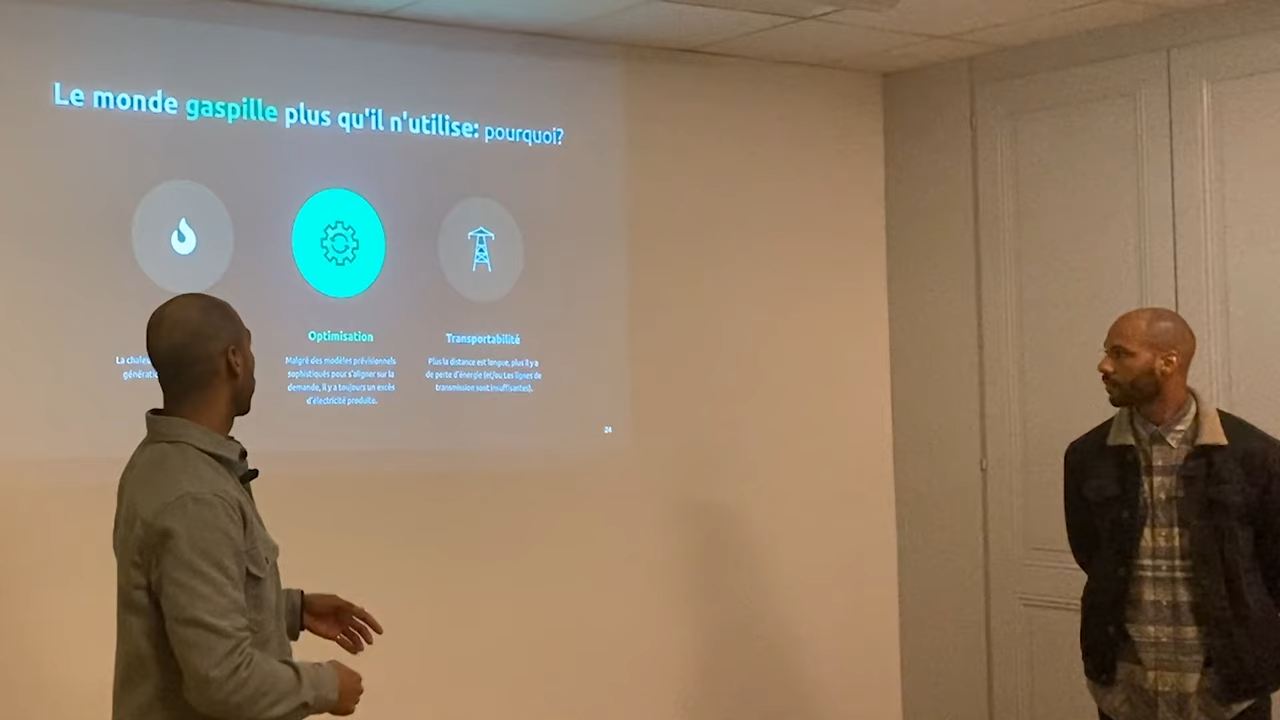 Le monde gaspille plus qu'il n'utilise: pourquoi?
La
génération
Optimisation
Malgré des modèles prévisionnels
sophistiqués pour s'aligner sur la
demande, il y a toujours un excès
d'électricité produite.
Transportabilité
Plus la distance est longue, plus il y a
de perte d'énergie (et/ou Les lignes de
transmission sont insuffisantes).
24